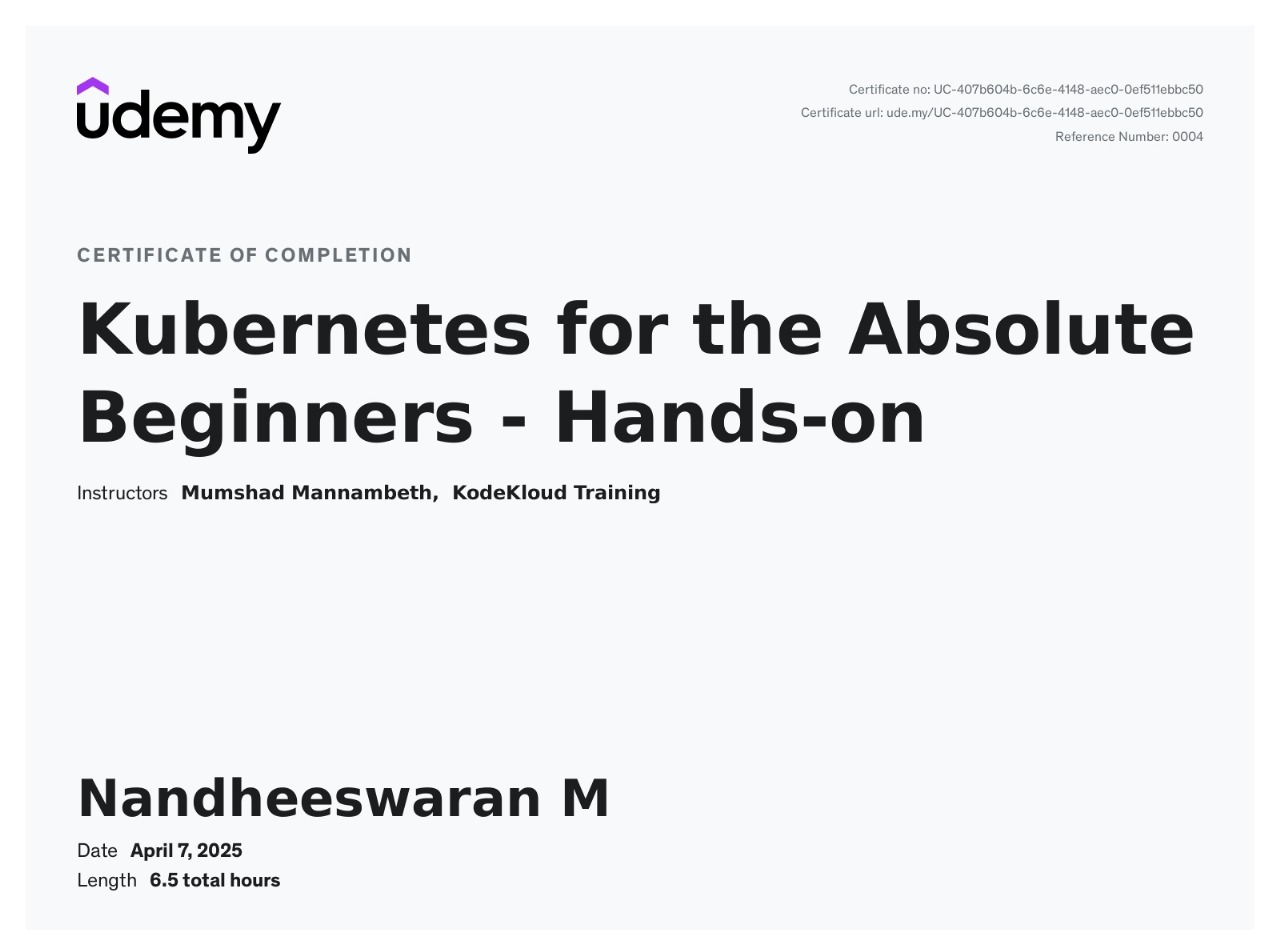 udemy
Certificate no: UC-407b604b-6c6e-4148-aec0-0ef511ebbc50
Certificate url: ude.my/UC-407b604b-6c6e-4148-aec0-0ef511ebbc50
Reference Number: 0004
CERTIFICATE OF COMPLETION
Kubernetes for the Absolute
Beginners - Hands-on
Instructors Mumshad Mannambeth, KodeKloud Training
Nandheeswaran M
Date April 7, 2025
Length 6.5 total hours